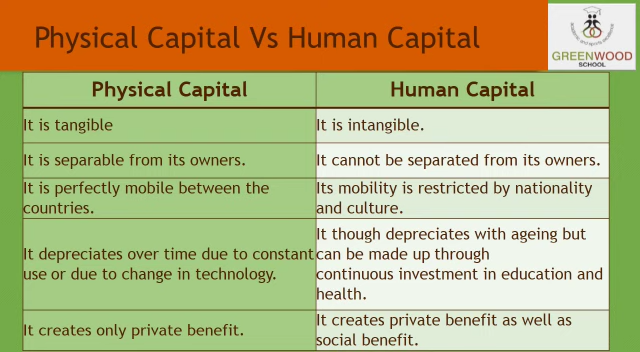 Physical Capital Vs Human Capital
GREENWOOD
SCHOOL
Physical Capital
Human Capital
It is tangible
It is intangible.
It is separable from its owners.
It cannot be separated from its owners.
It is perfectly mobile between the
countries.
Its mobility is restricted by nationality
and culture.
It depreciates over time due to constant
use or due to change in technology.
It though depreciates with ageing but
can be made up through
continuous investment in education and
health.
It creates only private benefit.
It creates private benefit as well as
social benefit.